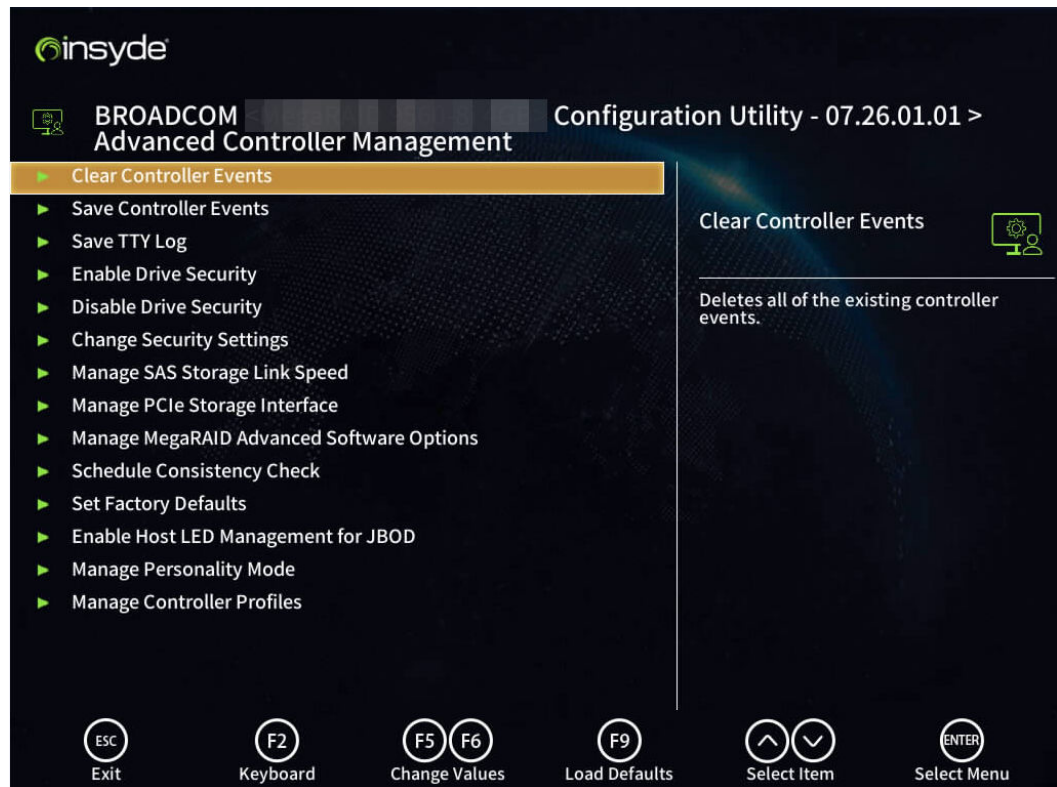 insyde
BROADCOM < Configuration Utility - 07.26.01.01 >
Advanced Controller Management
Clear Controller Events
Save Controller Events
Save TTY Log
Enable Drive Security
Disable Drive Security
Change Security Settings
Manage SAS Storage Link Speed
Manage PCIe Storage Interface
Manage MegaRAID Advanced Software Options
Schedule Consistency Check
Set Factory Defaults
Enable Host LED Management for JBOD
Manage Personality Mode
Manage Controller Profiles
Clear Controller Events
Deletes all of the existing controller
events.
ESC
Exit
F2
Keyboard
F5 F6
Change Values
F9
Load Defaults
Select Item
ENTER
Select Menu